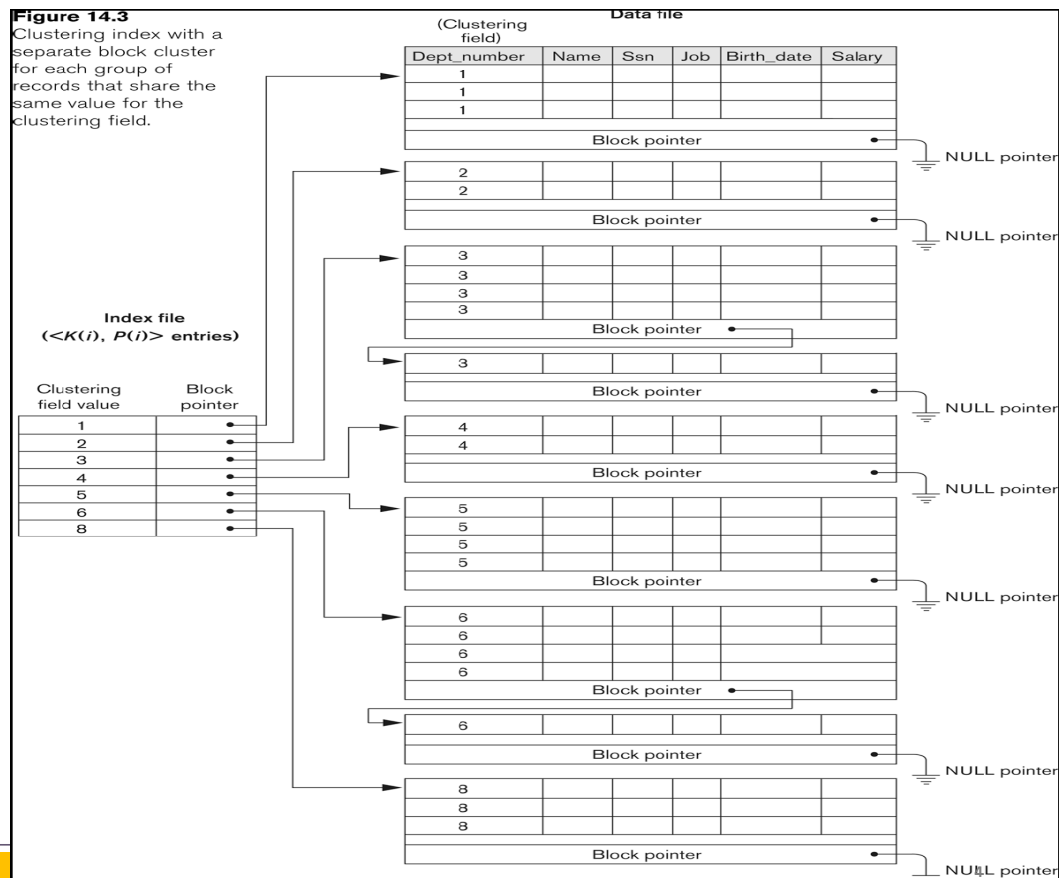 Figure 14.3
Clustering index with a
separate block cluster
for each group of
records that share the
same value for the
clustering field.
Data file
(Clustering
field)
Dept_number Name Ssn Job Birth_date Salary
1
1
1
Block pointer
NULL pointer
2
2
Block pointer
NULL pointer
3
3
3
3
Block pointer
3
Block pointer
NULL pointer
4
4
Block pointer
NULL pointer
5
5
5
5
Block pointer
NULL pointer
6
6
6
6
Block pointer
6
Block pointer
NULL pointer
8
8
8
Block pointer
NULL pointer
Index file
(<K(i), P(i)> entries)
Clustering Block
field value pointer
1
2
3
4
5
6
8
4